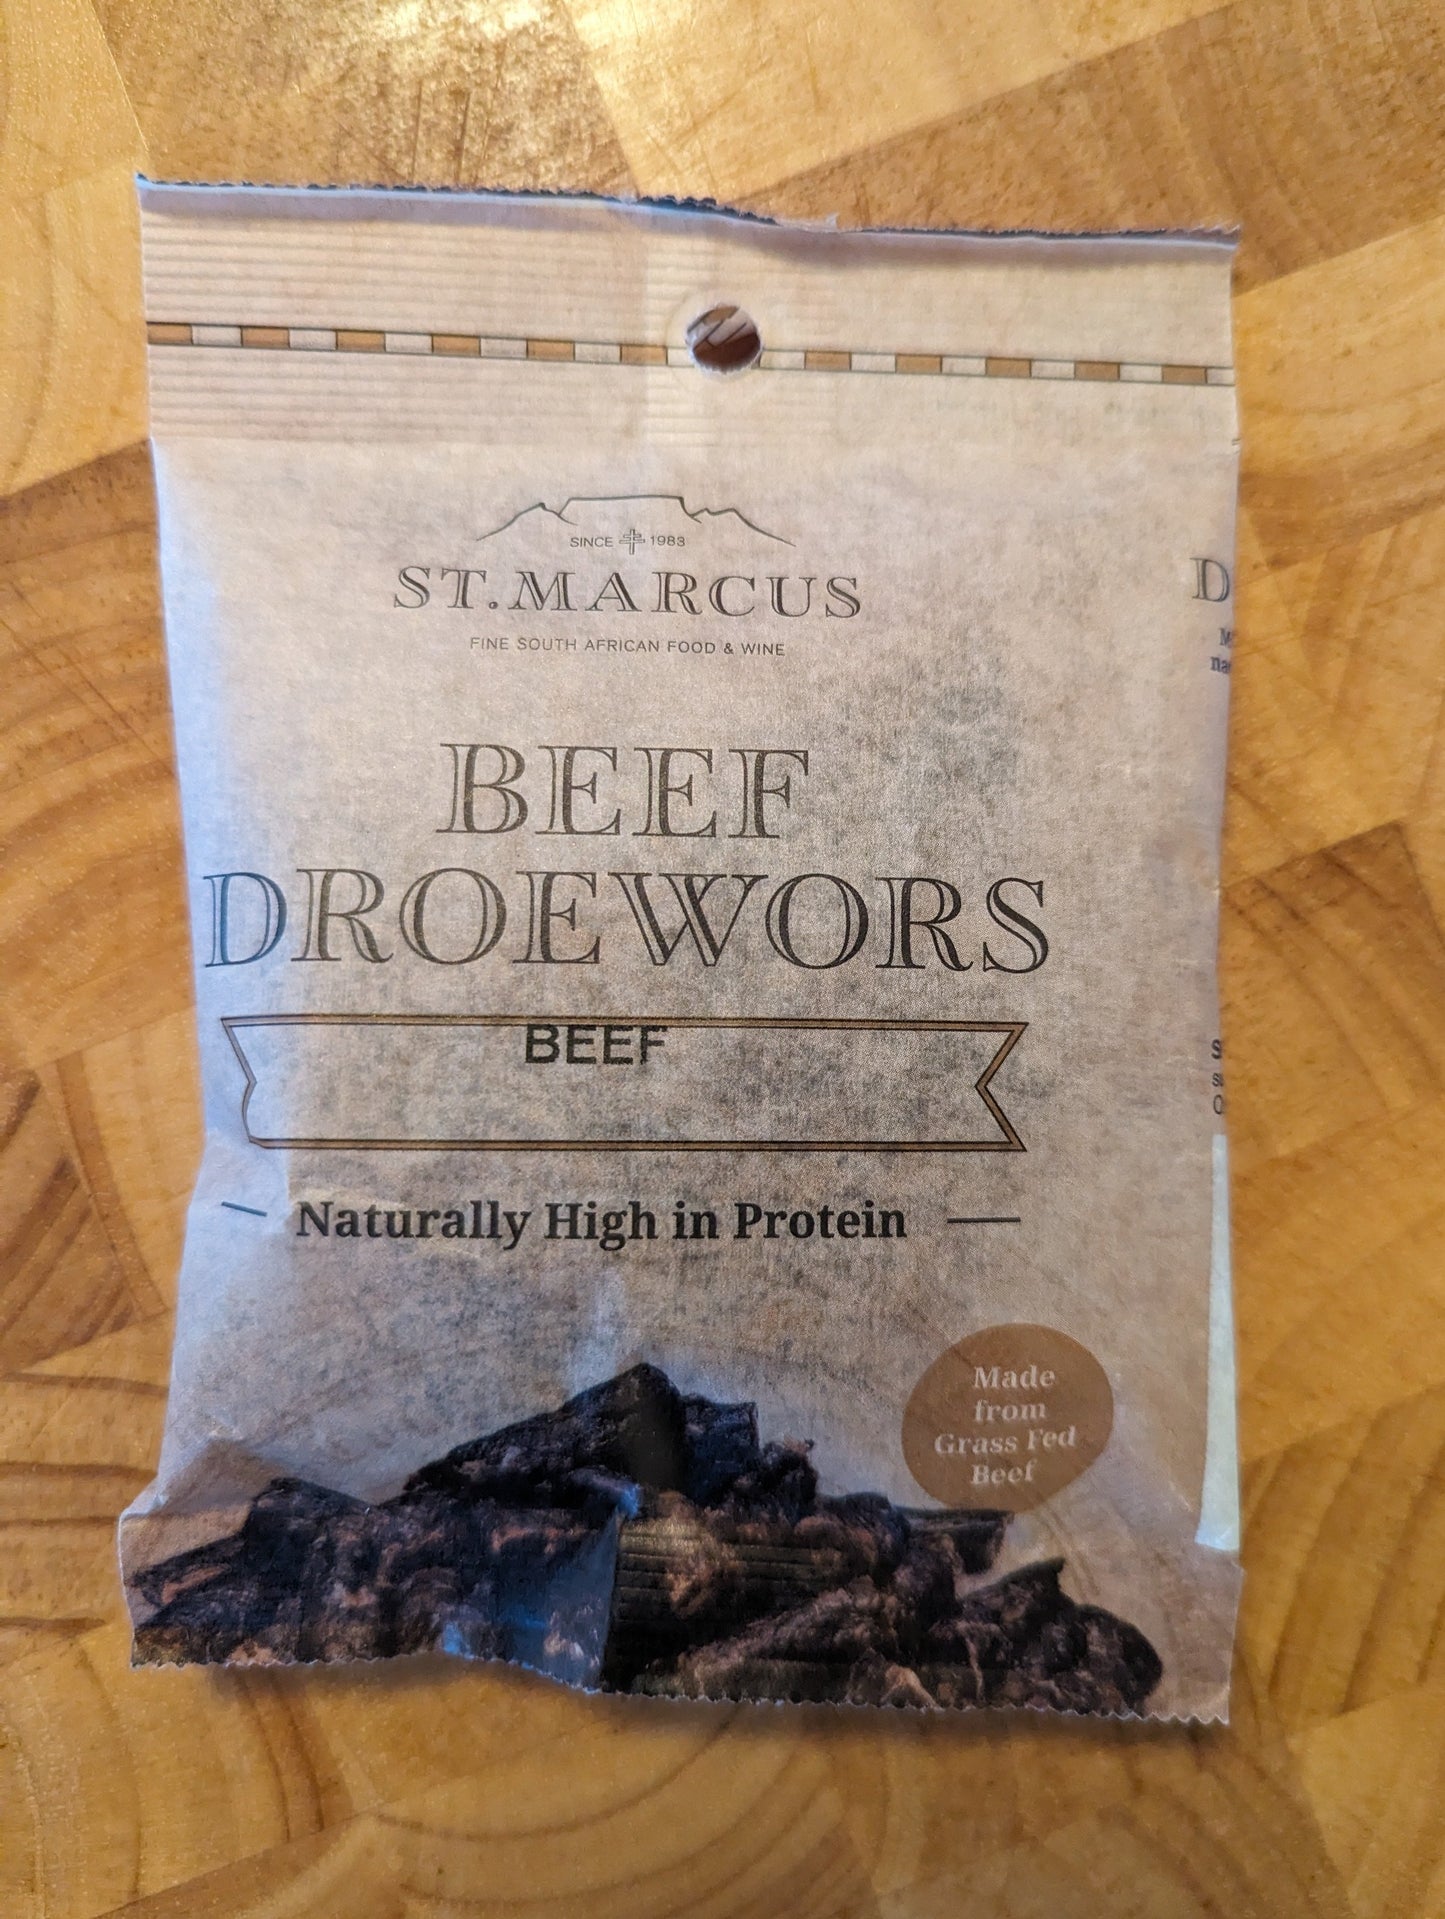 SINCE 1983
ST.MARCUS
FINE SOUTH AFRICAN FOOD & WINE
BEEF
DROEWORS
BEEF
Naturally High in Protein
Made
from
Grass Fed
Beef